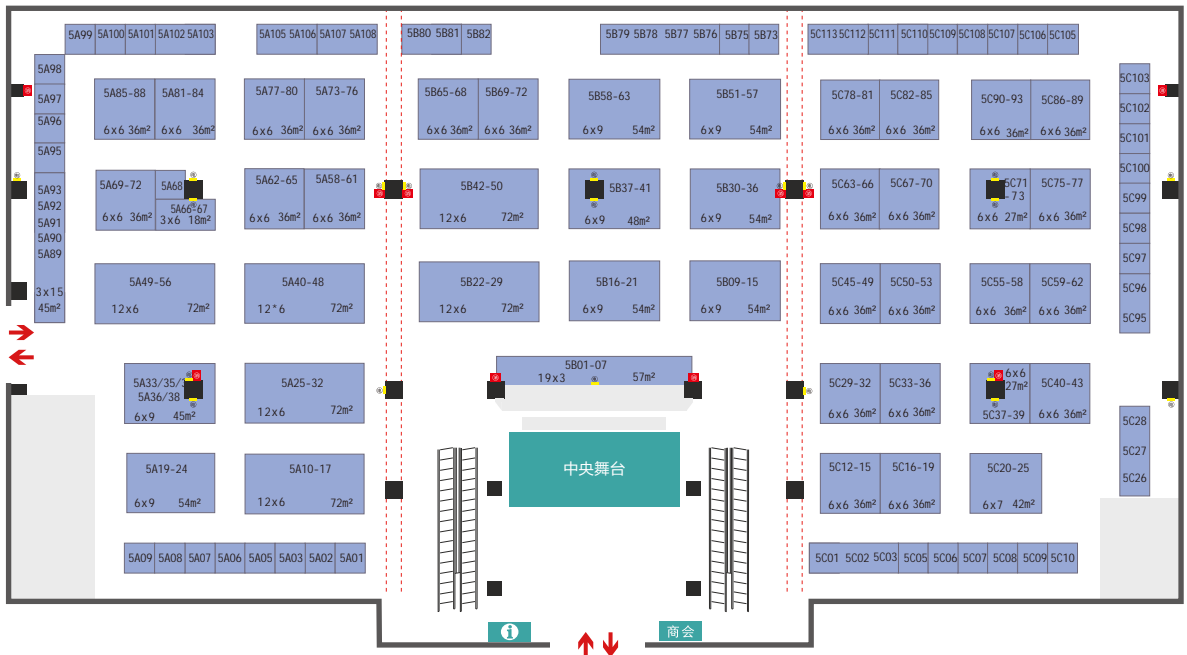 5A99 5A100 5A101 5A102 5A103 5A105 5A106 5A107 5A108 5B80 5B81 5B82 5B79 5B78 5B77 5B76 5B75 5B73 5C113 5C112 5C111 5C110 5C109 5C108 5C107 5C106 5C105
5A98
5A97
5A96
5A95
5A93
5A92
5A91
5A90
5A89
3x15
45m²
5A85-88 5A81-84 5A77-80 5A73-76 5B65-68 5B69-72 5B58-63 5B51-57 5C78-81 5C82-85 5C90-93 5C86-89
6x6 36m² 6x6 36m² 6x6 36m² 6x6 36m² 6x6 36m² 6x6 36m² 6x9 54m² 6x9 54m² 6x6 36m² 6x6 36m² 6x6 36m² 6x6 36m²
5C103
5C102
5C101
5C100
5C99
5C98
5C97
5C96
5C95
5A69-72 5A68 5A62-65 5A58-61 5B42-50 5B37-41 5B30-36 5C63-66 5C67-70 5C71 5C75-77
5A66-67 -73
6x6 36m² 3x6 18m² 6x6 36m² 6x6 36m² 12x6 72m² 6x9 48m² 6x9 54m² 6x6 36m² 6x6 36m² 6x6 27m² 6x6 36m²
5A49-56 5A40-48 5B22-29 5B16-21 5B09-15 5C45-49 5C50-53 5C55-58 5C59-62
12x6 72m² 12*6 72m² 12x6 72m² 6x9 54m² 6x9 54m² 6x6 36m² 6x6 36m² 6x6 36m² 6x6 36m²
5B01-07
19x3 57m²
5A33/35/
5A36/38
6x9 45m²
5A25-32
12x6 72m²
5C29-32 5C33-36 6x6 5C40-43
27m²
5C37-39
6x6 36m² 6x6 36m² 6x6 36m²
5C28
5C27
5C26
中央舞台
5A19-24 5A10-17 5C12-15 5C16-19 5C20-25
6x9 54m² 12x6 72m² 6x6 36m² 6x6 36m² 6x7 42m²
5A09 5A08 5A07 5A06 5A05 5A03 5A02 5A01 5C01 5C02 5C03 5C05 5C06 5C07 5C08 5C09 5C10
i 商会